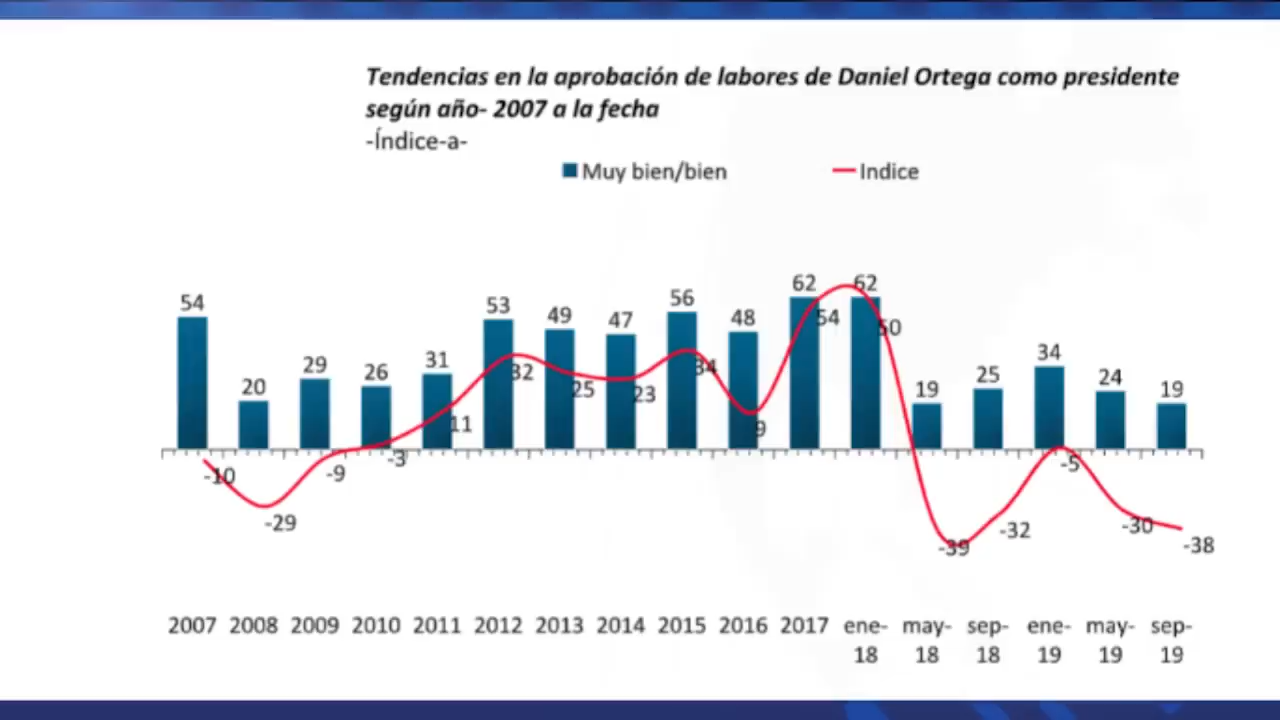 Tendencias en la aprobación de labores de Daniel Ortega como presidente
según año- 2007 a la fecha
-Índice-a-
Muy bien/bien Indice
54 20 29 26 31 53 49 47 56 48 62 62 19 25 34 24 19
-10 -29 -9 -3 11 32 25 23 34 9 54 50 -39 -32 -5 -30 -38
2007 2008 2009 2010 2011 2012 2013 2014 2015 2016 2017 ene- may- sep- ene- may- sep-
18 18 18 19 19 19